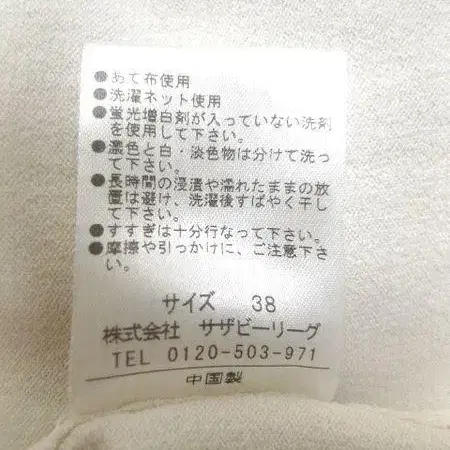 ●あて布使用
●洗濯ネット使用
●蛍光増白剤が入っていない洗剤
を使用して下さい。
●濃色と白・淡色物は分けて洗っ
て下さい。
●長時間の浸漬や濡れたままの放
置は避け、洗濯後すばやく干し
て下さい。
●すすぎは十分行なって下さい。
●摩擦や引っかけに、ご注意下さ
い。
サイズ 38
株式会社 サザビーリーグ
TEL 0120-503-971
中国製